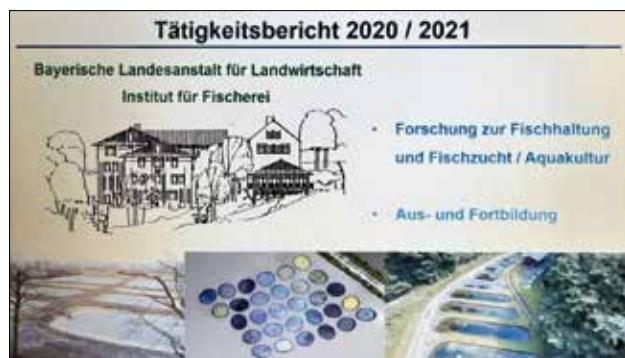 Tätigkeitsbericht 2020 / 2021
Bayerische Landesanstalt für Landwirtschaft
Institut für Fischerei
• Forschung zur Fischhaltung
und Fischzucht / Aquakultur
• Aus- und Fortbildung